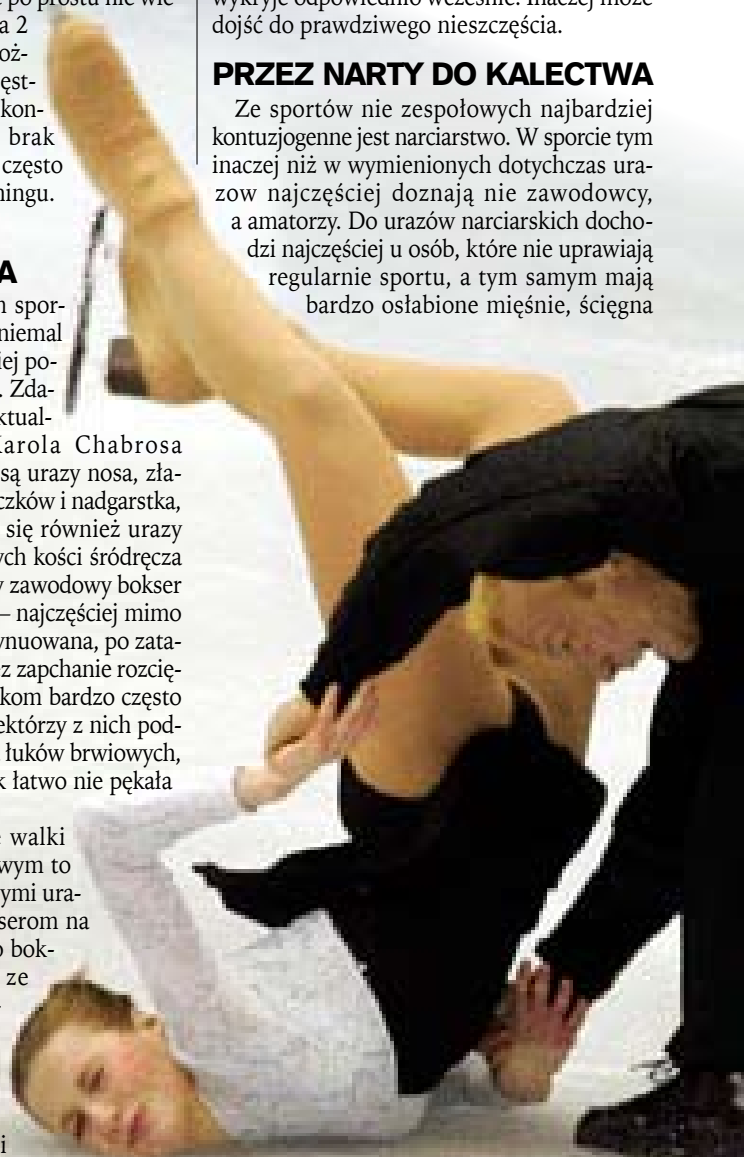 po prostu nie wie
a 2
oż-
ęst-
kon-
brak
często
ningu.
A
n spor-
niemal
iej po-
. Zda-
ktual-
Karola Chabrosa
są urazy nosa, zła-
czków i nadgarstka,
się również urazy
ych kości śródręcza
y zawodowy bokser
– najczęściej mimo
ynuowana, po zata-
ez zapchanie rozcię-
kom bardzo często
ektórzy z nich pod-
łuków brwiowych,
k łatwo nie pękała
walki
wym to
ymi ura-
serom na
o bok-
ze
i
wykryje odpowiednio wcześnie. Inaczej może
dojść do prawdziwego nieszczęścia.
PRZEZ NARTY DO KALECTWA
Ze sportów nie zespołowych najbardziej
kontuzjogenne jest narciarstwo. W sporcie tym
inaczej niż w wymienionych dotychczas ura-
zow najczęściej doznają nie zawodowcy,
a amatorzy. Do urazów narciarskich docho-
dzi najczęściej u osób, które nie uprawiają
regularnie sportu, a tym samym mają
bardzo osłabione mięśnie, ścięgna